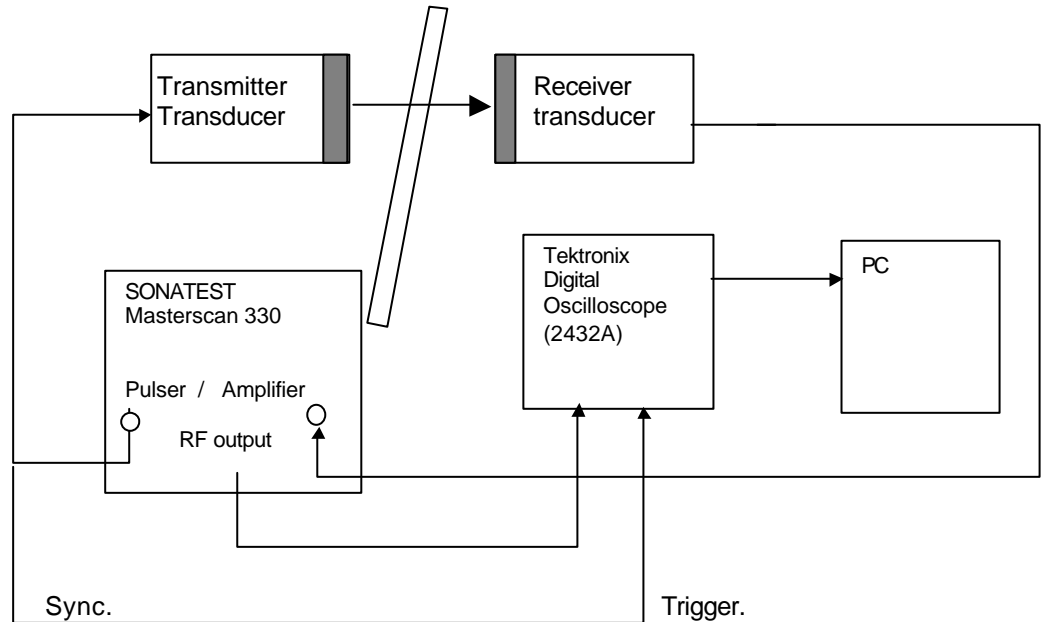 Transmitter
Transducer
Receiver
transducer
SONATEST
Masterscan 330
Pulser / Amplifier
RF output
Tektronix
Digital
Oscilloscope
(2432A)
PC
Sync.
Trigger.